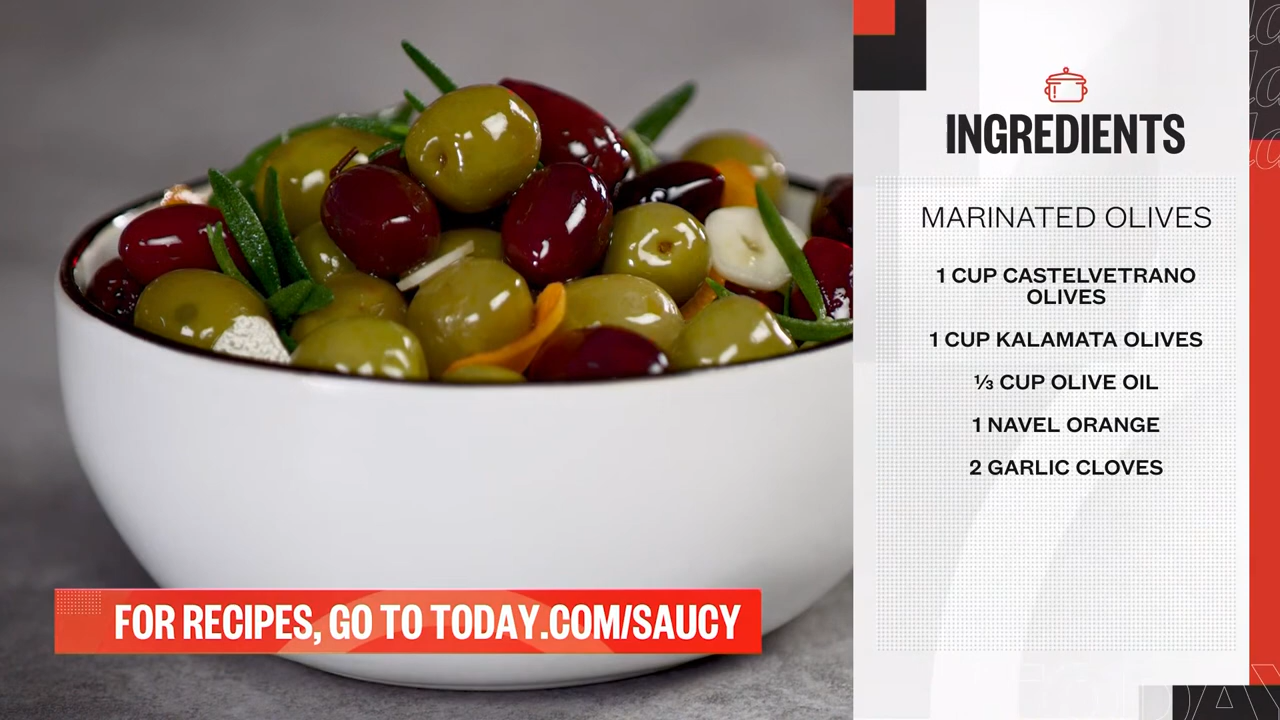 INGREDIENTS
MARINATED OLIVES
1 CUP CASTELVETRANO
OLIVES
1 CUP KALAMATA OLIVES
⅓ CUP OLIVE OIL
1 NAVEL ORANGE
2 GARLIC CLOVES
FOR RECIPES, GO TO TODAY.COM/SAUCY